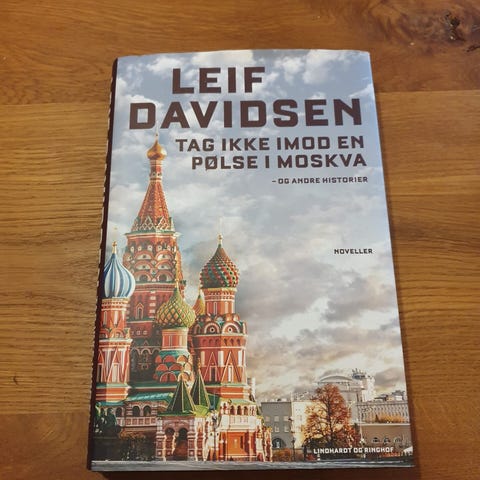 LEIF
DAVIDSEN
TAG IKKE IMOD EN
PØLSE I MOSKVA
– OG ANDRE HISTORIER
NOVELLER
LINDHARDT OG RINGHOF